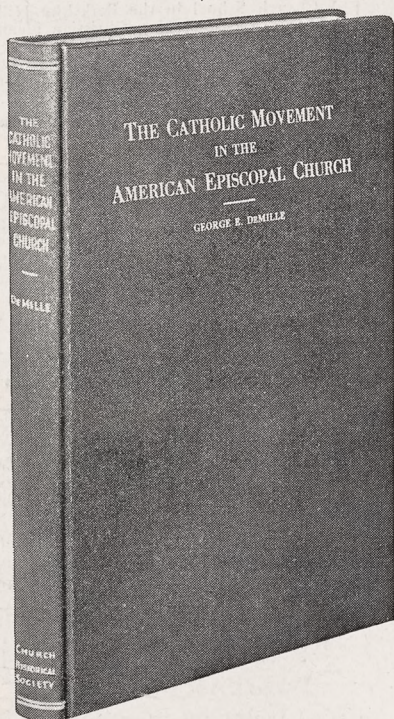 THE
CATHOLIC
MOVEMENT
IN THE
AMERICAN
EPISCOPAL
CHURCH
DEMILLE
CHURCH
HISTORICAL
SOCIETY
THE CATHOLIC MOVEMENT
IN THE
AMERICAN EPISCOPAL CHURCH
GEORGE E. DEMILLE